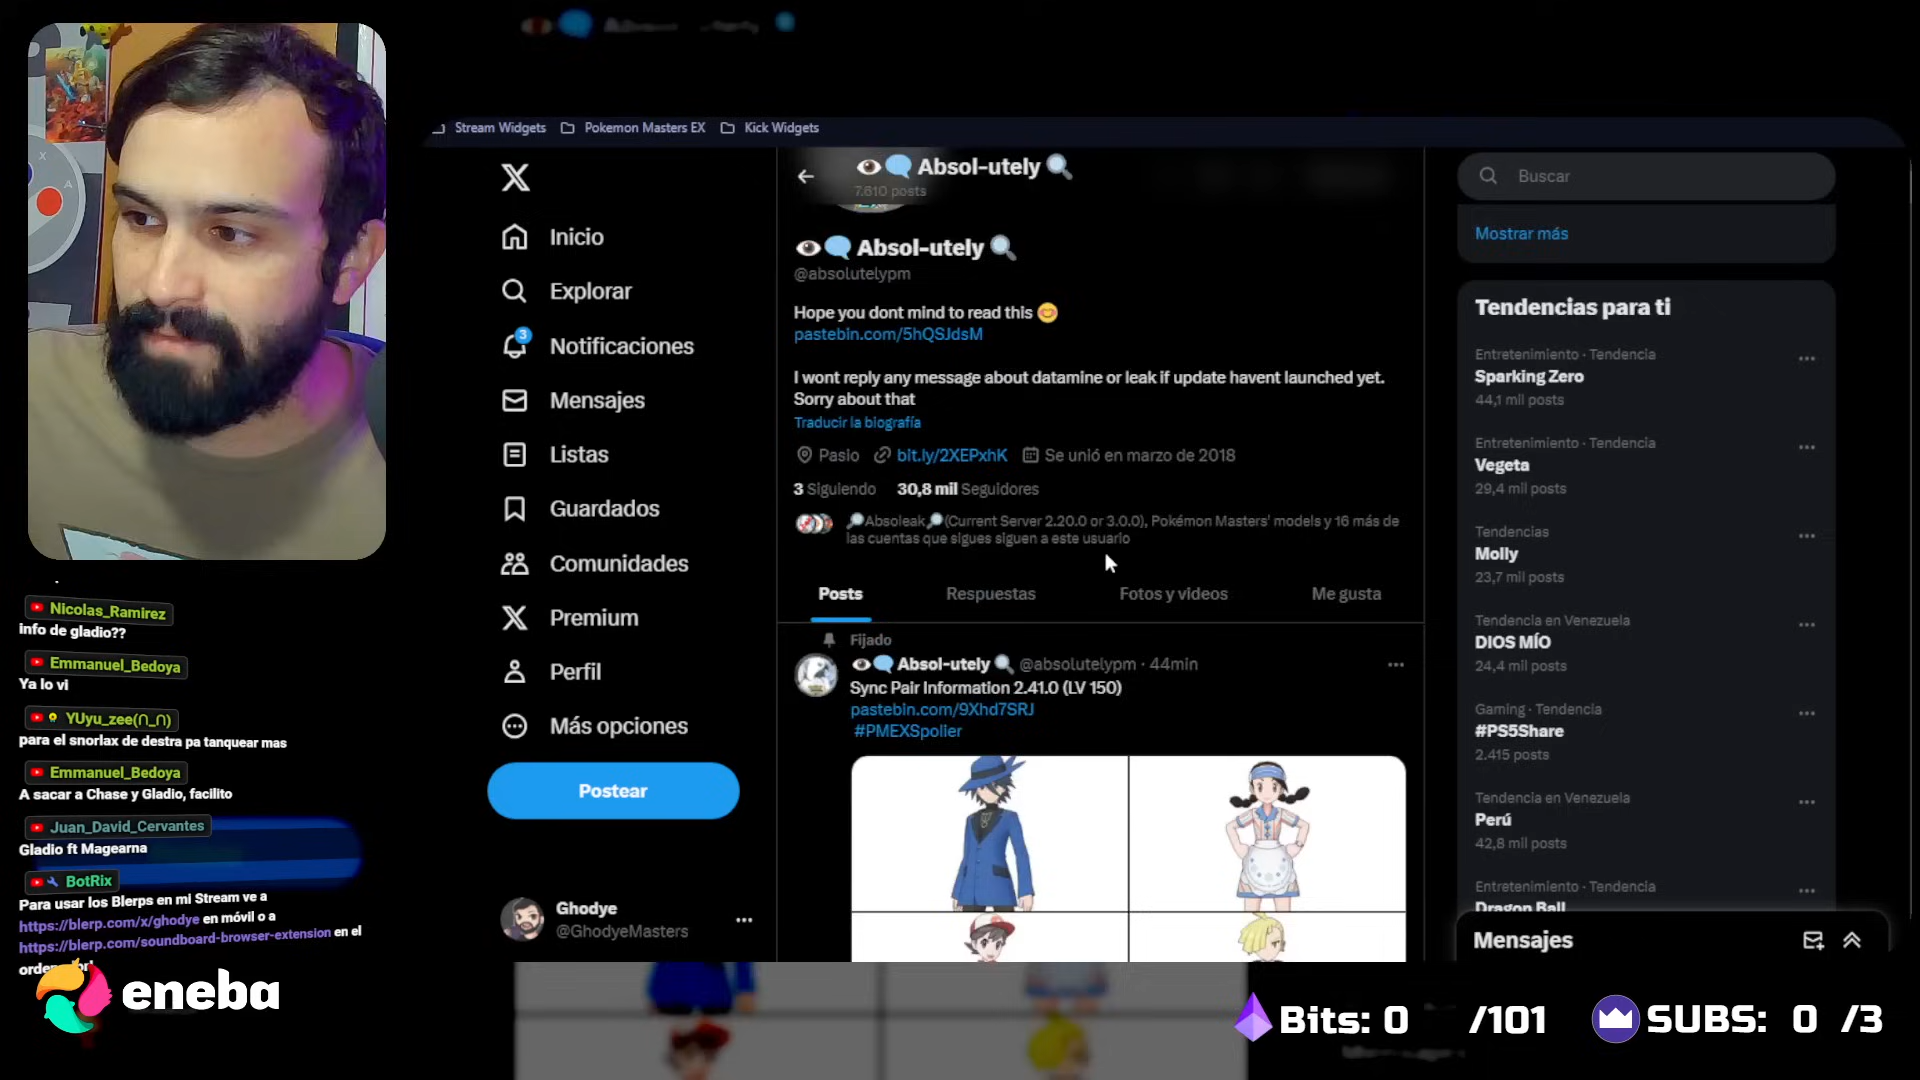 Stream Widgets
Pokemon Masters EX
Kick Widgets
X
A
Absol-utely
7.610 posts
Absol-utely
@absolutelypm
Hope you dont mind to read this
pastebin.com/5hQSJdsM
I wont reply any message about datamine or leak if update havent launched yet.
Sorry about that
Traducir la biografía
Pasio
bit.ly/2XEPxhK
Se unió en marzo de 2018
3 Siguiendo
30,8 mil Seguidores
Absoleak (Current Server 2.20.0 or 3.0.0), Pokémon Masters' models y 16 más de
las cuentas que sigues siguen a este usuario
Posts
Respuestas
Fotos y videos
Me gusta
Fijado
Absol-utely @absolutelypm · 44min
Sync Pair Information 2.41.0 (LV 150)
pastebin.com/9Xhd7SRJ
#PMEXSpolier
Inicio
Explorar
3
Notificaciones
Mensajes
Listas
Guardados
Comunidades
Premium
Perfil
Más opciones
Postear
Ghodye
@GhodyeMasters
Buscar
Mostrar más
Tendencias para ti
Entretenimiento · Tendencia
Sparking Zero
44,1 mil posts
Entretenimiento · Tendencia
Vegeta
29,4 mil posts
Tendencias
Molly
23,7 mil posts
Tendencia en Venezuela
DIOS MÍO
24,4 mil posts
Gaming · Tendencia
#PS5Share
2.415 posts
Tendencia en Venezuela
Perú
42,8 mil posts
Entretenimiento · Tendencia
Dragon Ball
Mensajes
Nicolas_Ramirez
info de gladio??
Emmanuel_Bedoya
Ya lo vi
YUyu_zee(∩_∩)
para el snorlax de destra pa tanquear mas
Emmanuel_Bedoya
A sacar a Chase y Gladio, facilito
Juan_David_Cervantes
Gladio ft Magearna
BotRix
Para usar los Blerps en mi Stream ve a
https://blerp.com/x/ghodye en móvil o a
https://blerp.com/soundboard-browser-extension en el
eneba
Bits: 0 /101
SUBS: 0 /3